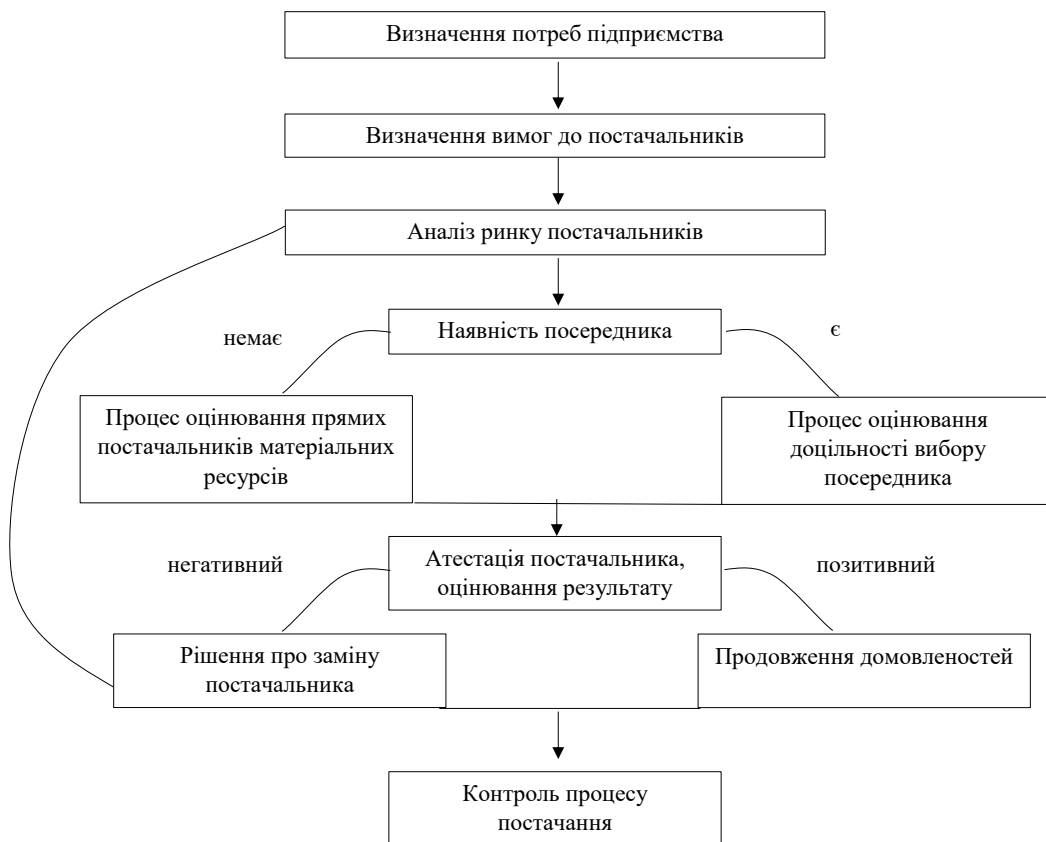 Визначення потреб підприємства
Визначення вимог до постачальників
Аналіз ринку постачальників
немає
Наявність посередника
є
Процес оцінювання прямих
постачальників матеріальних
ресурсів
Процес оцінювання
доцільності вибору
посередника
негативний
Атестація постачальника,
оцінювання результату
позитивний
Рішення про заміну
постачальника
Продовження домовленостей
Контроль процесу
постачання